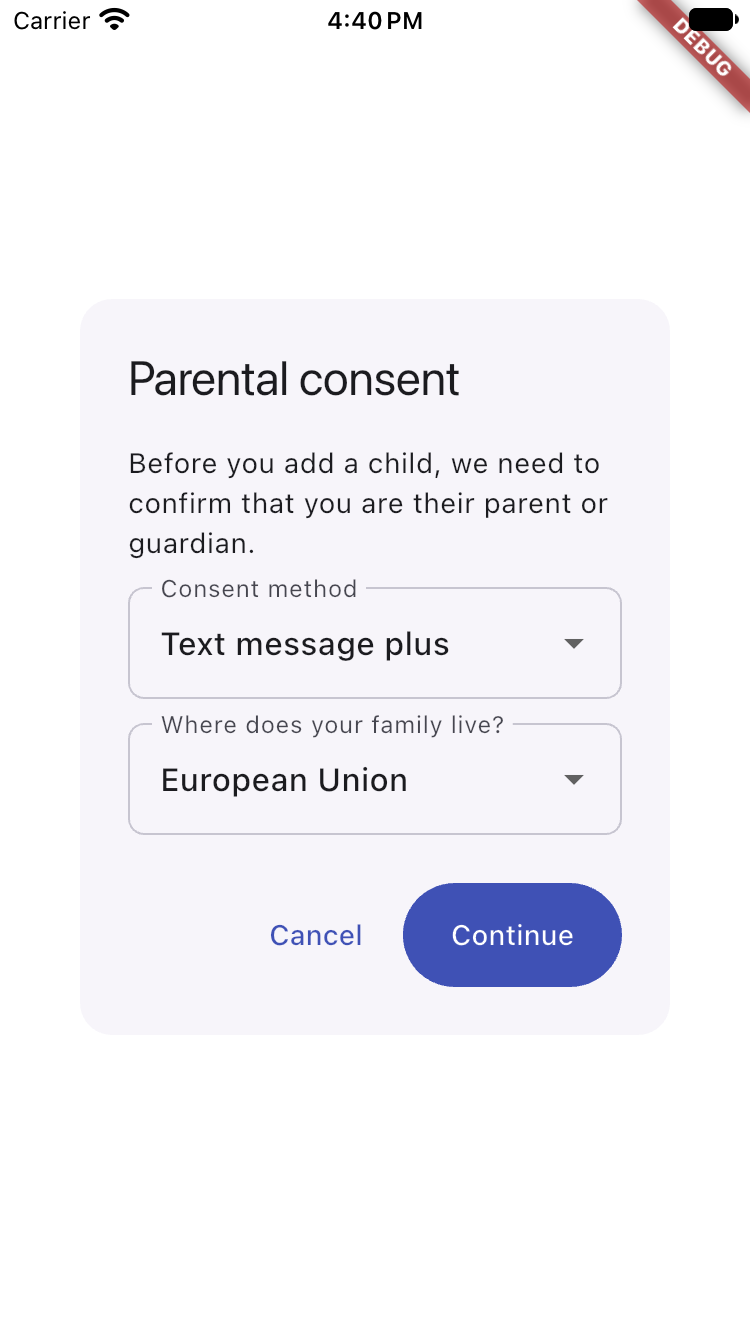 Carrier 4:40 PM
DEBUG
Parental consent
Before you add a child, we need to
confirm that you are their parent or
guardian.
Consent method
Text message plus
Where does your family live?
European Union
Cancel Continue